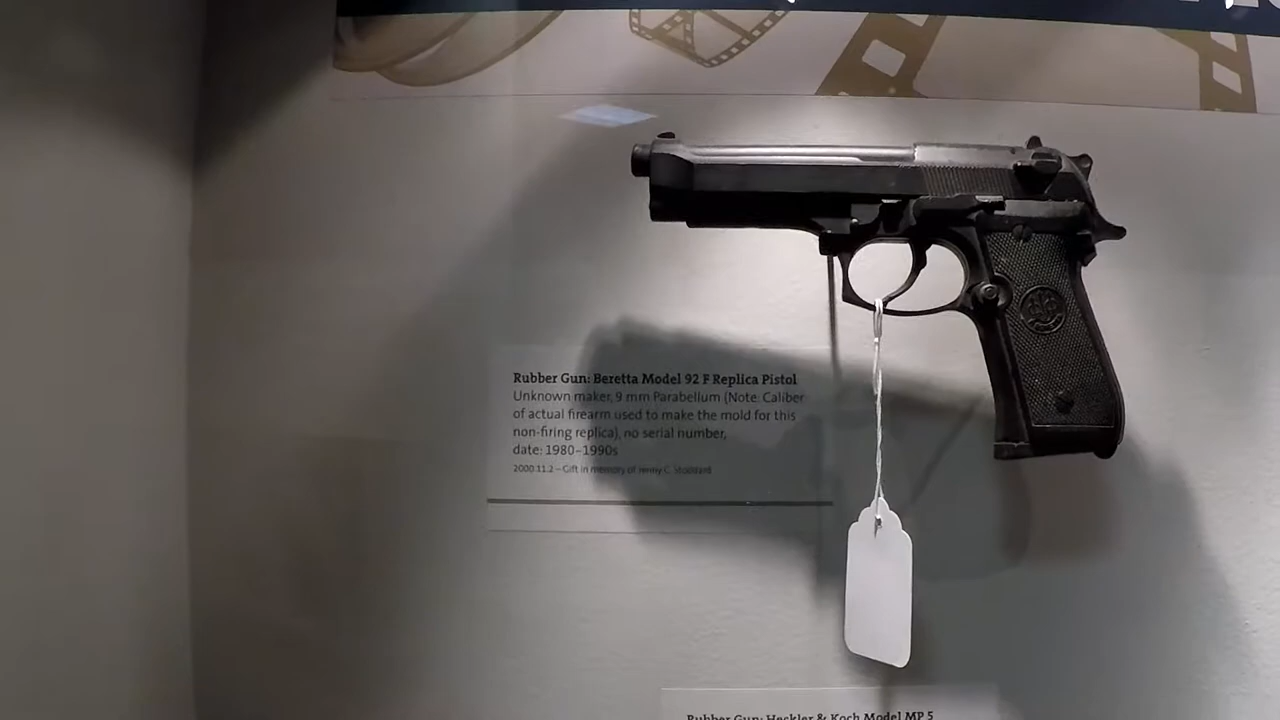 Rubber Gun: Beretta Model 92 F Replica Pistol
Unknown maker, 9 mm Parabellum (Note: Caliber
of actual firearm used to make the mold for this
non-firing replica), no serial number,
date: 1980–1990s
2000.11.2 – Gift in memory of Jenny C. Stoddard
Rubber Gun: Heckler & Koch Model MP 5